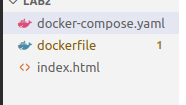 LAB2
docker-compose.yaml
dockerfile 1
index.html